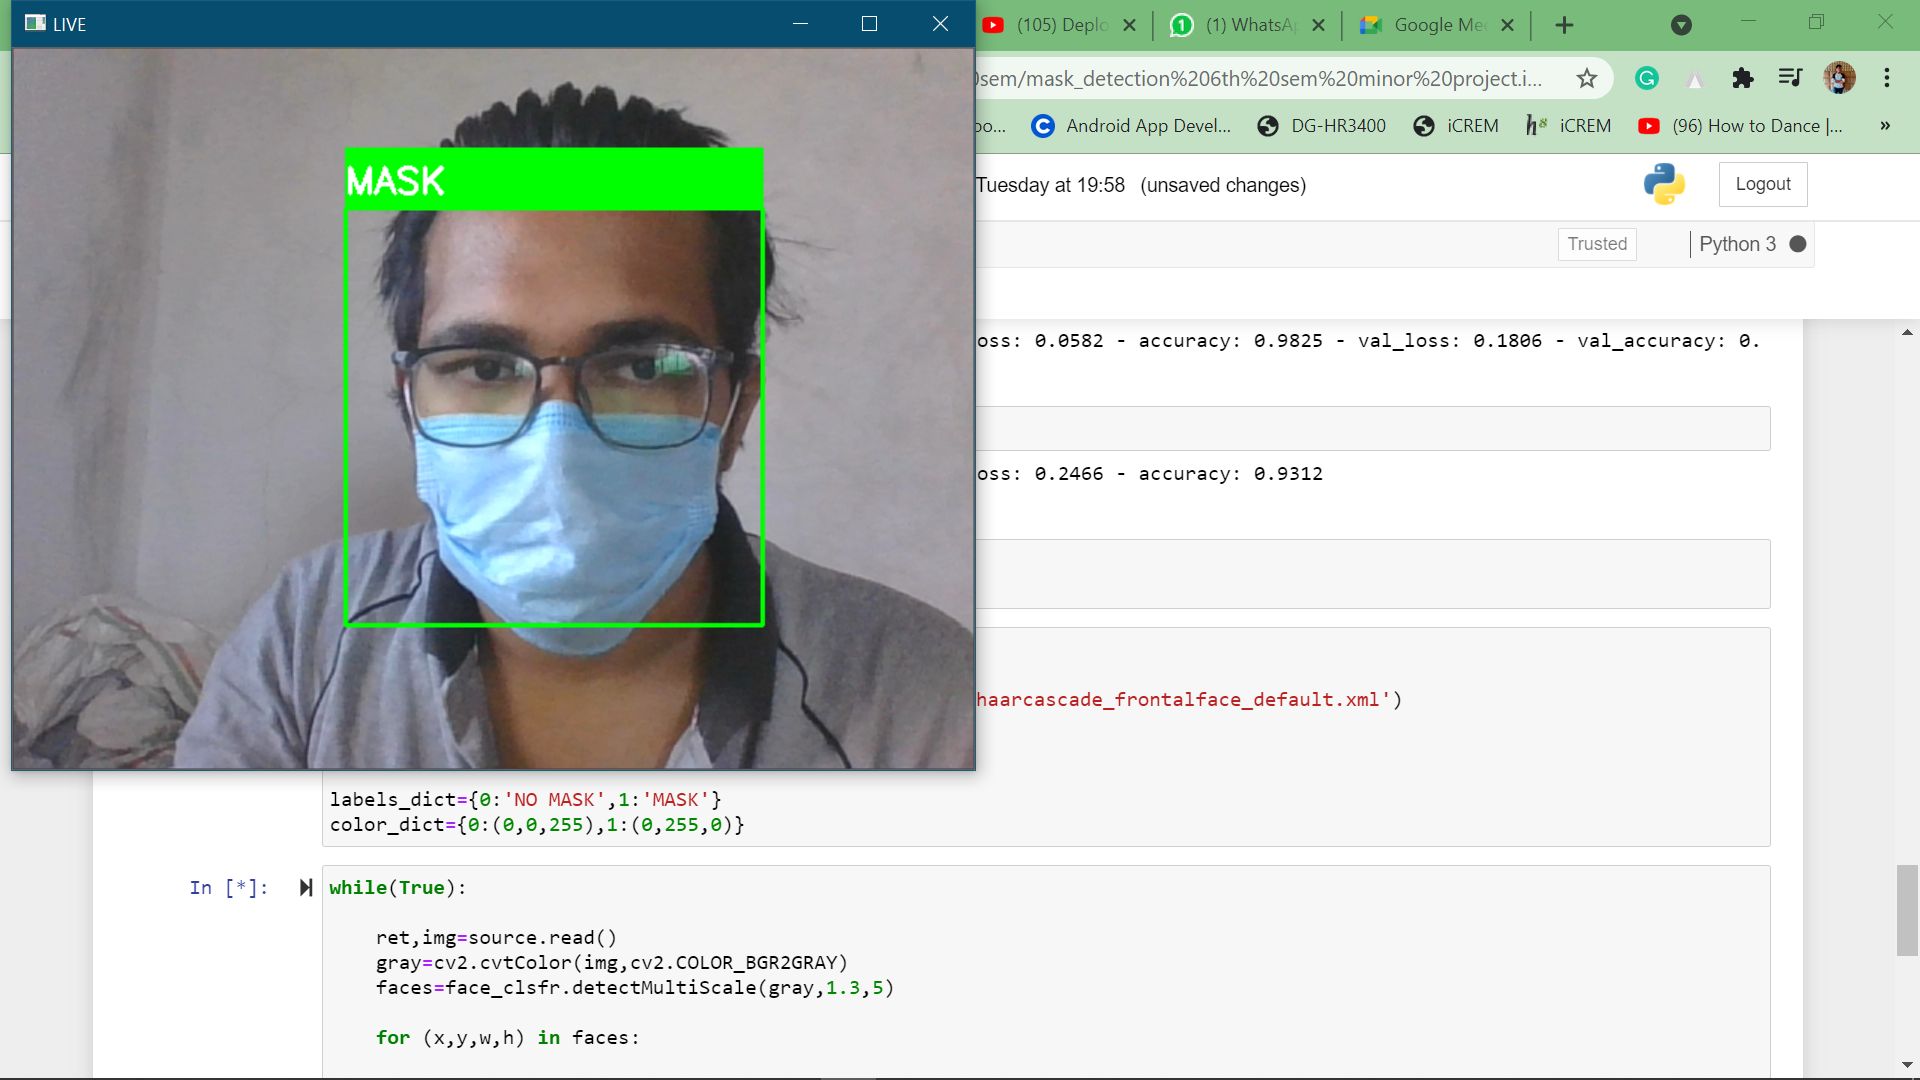 LIVE
(105) Deplo
(1) WhatsA
Google Me
sem/mask_detection%206th%20sem%20minor%20project.i...
Android App Devel...
DG-HR3400
iCREM
iCREM
(96) How to Dance |...
»
MASK
Tuesday at 19:58 (unsaved changes)
Logout
Trusted
Python 3
oss: 0.0582 - accuracy: 0.9825 - val_loss: 0.1806 - val_accuracy: 0.
oss: 0.2466 - accuracy: 0.9312
haarcascade_frontalface_default.xml')
labels_dict={0:'NO MASK',1:'MASK'}
color_dict={0:(0,0,255),1:(0,255,0)}
In [*]:
while(True):
ret,img=source.read()
gray=cv2.cvtColor(img,cv2.COLOR_BGR2GRAY)
faces=face_clsfr.detectMultiScale(gray,1.3,5)
for (x,y,w,h) in faces: